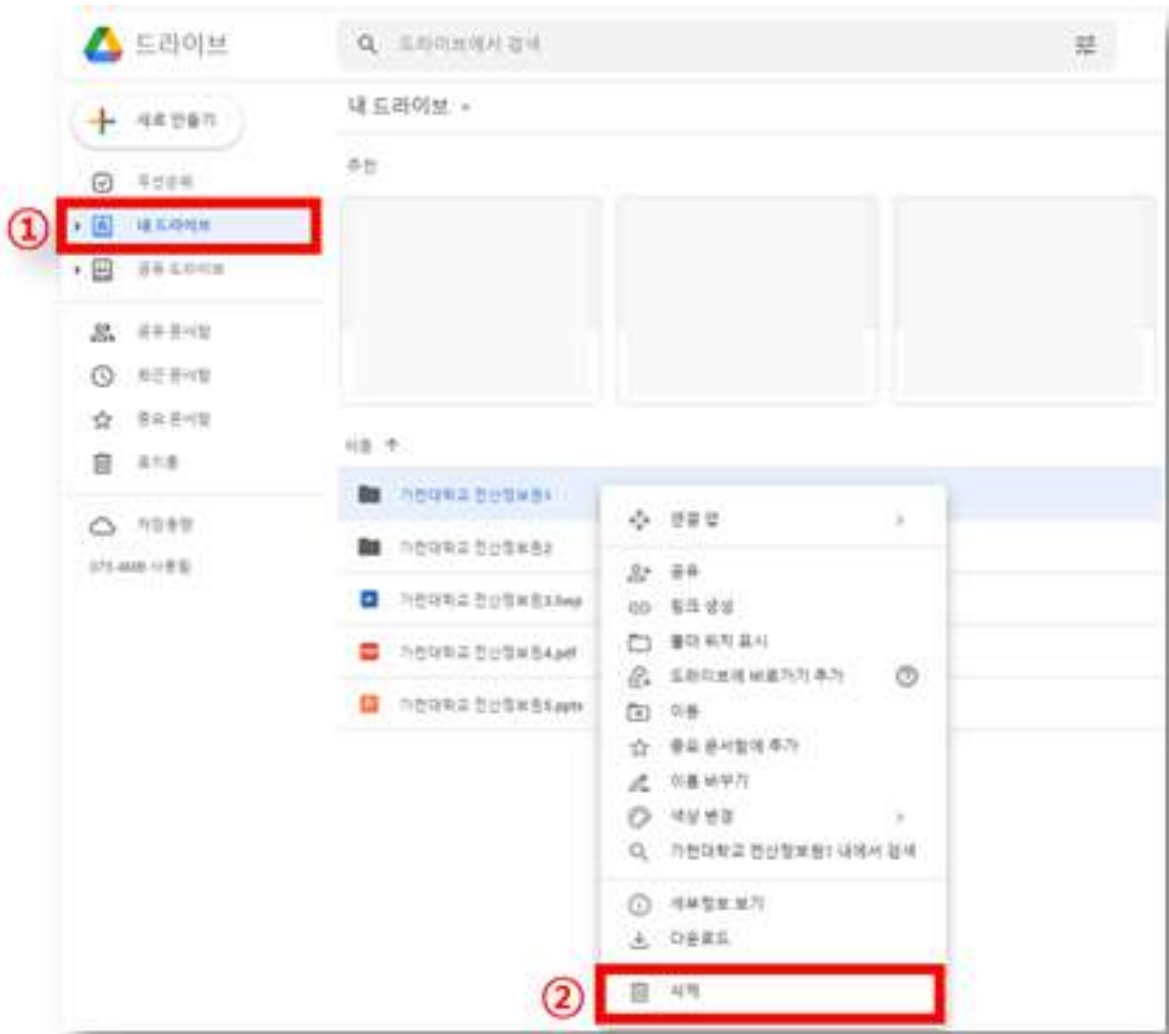 드라이브
드라이브에서 검색
새로 만들기
내 드라이브
추천
우선순위
① 내 드라이브
공유 드라이브
공유 문서함
최근 문서함
중요 문서함
휴지통
저장용량
사용됨
이름 ↑
가천대학교 전산정보원1
가천대학교 전산정보원2
가천대학교 전산정보원3.hwp
가천대학교 전산정보원4.pdf
가천대학교 전산정보원5.pptx
연결 앱
공유
링크 생성
폴더 위치 표시
드라이브에 바로가기 추가
이동
중요 문서함에 추가
이름 바꾸기
색상 변경
가천대학교 전산정보원1 내에서 검색
세부정보 보기
다운로드
② 삭제